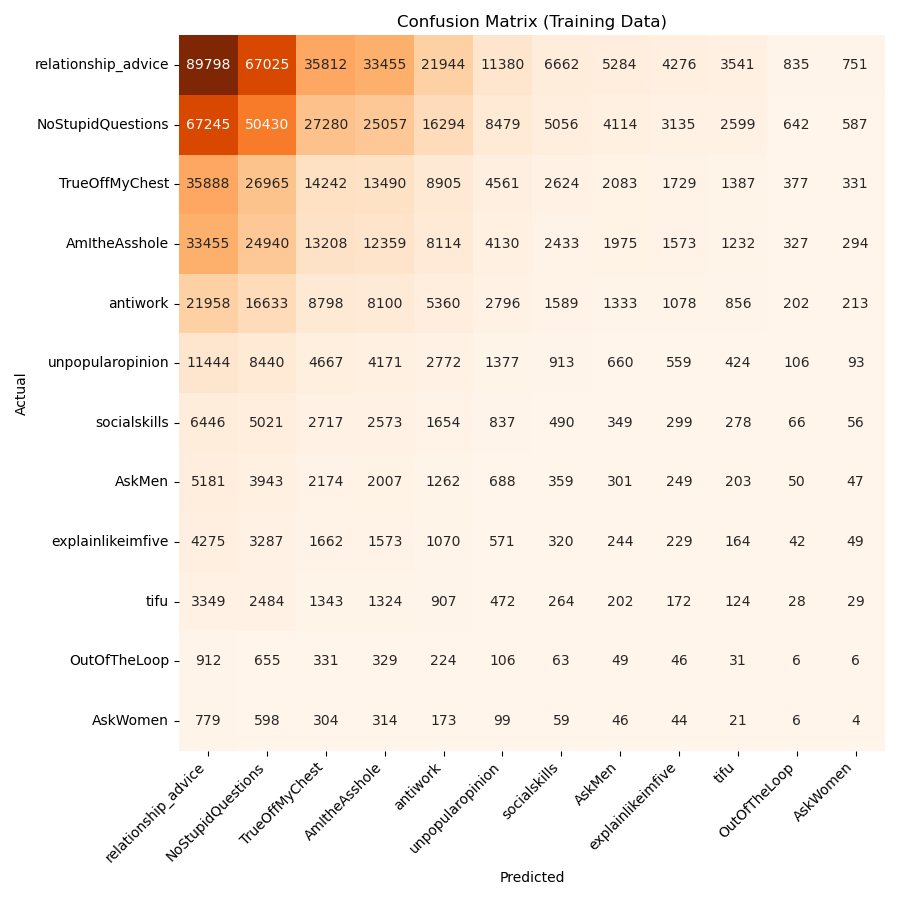 Confusion Matrix (Training Data)
relationship_advice 89798 67025 35812 33455 21944 11380 6662 5284 4276 3541 835 751
NoStupidQuestions 67245 50430 27280 25057 16294 8479 5056 4114 3135 2599 642 587
TrueOffMyChest 35888 26965 14242 13490 8905 4561 2624 2083 1729 1387 377 331
AmItheAsshole 33455 24940 13208 12359 8114 4130 2433 1975 1573 1232 327 294
antiwork 21958 16633 8798 8100 5360 2796 1589 1333 1078 856 202 213
unpopularopinion 11444 8440 4667 4171 2772 1377 913 660 559 424 106 93
Actual
socialskills 6446 5021 2717 2573 1654 837 490 349 299 278 66 56
AskMen 5181 3943 2174 2007 1262 688 359 301 249 203 50 47
explainlikeimfive 4275 3287 1662 1573 1070 571 320 244 229 164 42 49
tifu 3349 2484 1343 1324 907 472 264 202 172 124 28 29
OutOfTheLoop 912 655 331 329 224 106 63 49 46 31 6 6
AskWomen 779 598 304 314 173 99 59 46 44 21 6 4
relationship_advice NoStupidQuestions TrueOffMyChest AmItheAsshole antiwork unpopularopinion socialskills AskMen explainlikeimfive tifu OutOfTheLoop AskWomen
Predicted